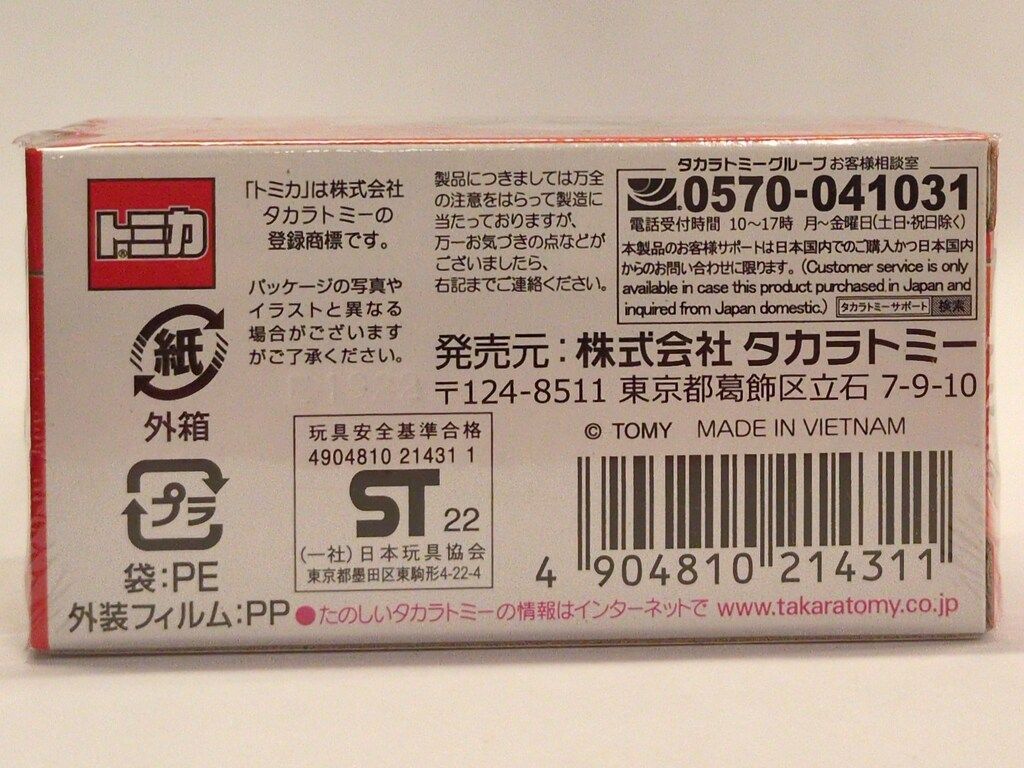 トミカ®
「トミカ」は株式会社
タカラトミーの
登録商標です。
パッケージの写真や
イラストと異なる
場合がございます
がご了承ください。
製品につきましては万全
の注意をはらって製造に
当たっておりますが、
万一お気づきの点などが
ございましたら、
右記までご連絡ください。
タカラトミーグループ お客様相談室
0570-041031
電話受付時間 10〜17時 月〜金曜日(土日・祝日除く)
本製品のお客様サポートは日本国内でのご購入かつ日本国内
からのお問い合わせに限ります。(Customer service is only
available in case this product purchased in Japan and
inquired from Japan domestic.) タカラトミーサポート 検索
発売元:株式会社 タカラトミー
〒124-8511 東京都葛飾区立石 7-9-10
© TOMY MADE IN VIETNAM
紙
外箱
プラ
袋:PE
外装フィルム:PP
玩具安全基準合格
4904810 21431 1
ST 22
(一社)日本玩具協会
東京都墨田区東駒形4-22-4
4 904810 214311
●たのしいタカラトミーの情報はインターネットで www.takaratomy.co.jp